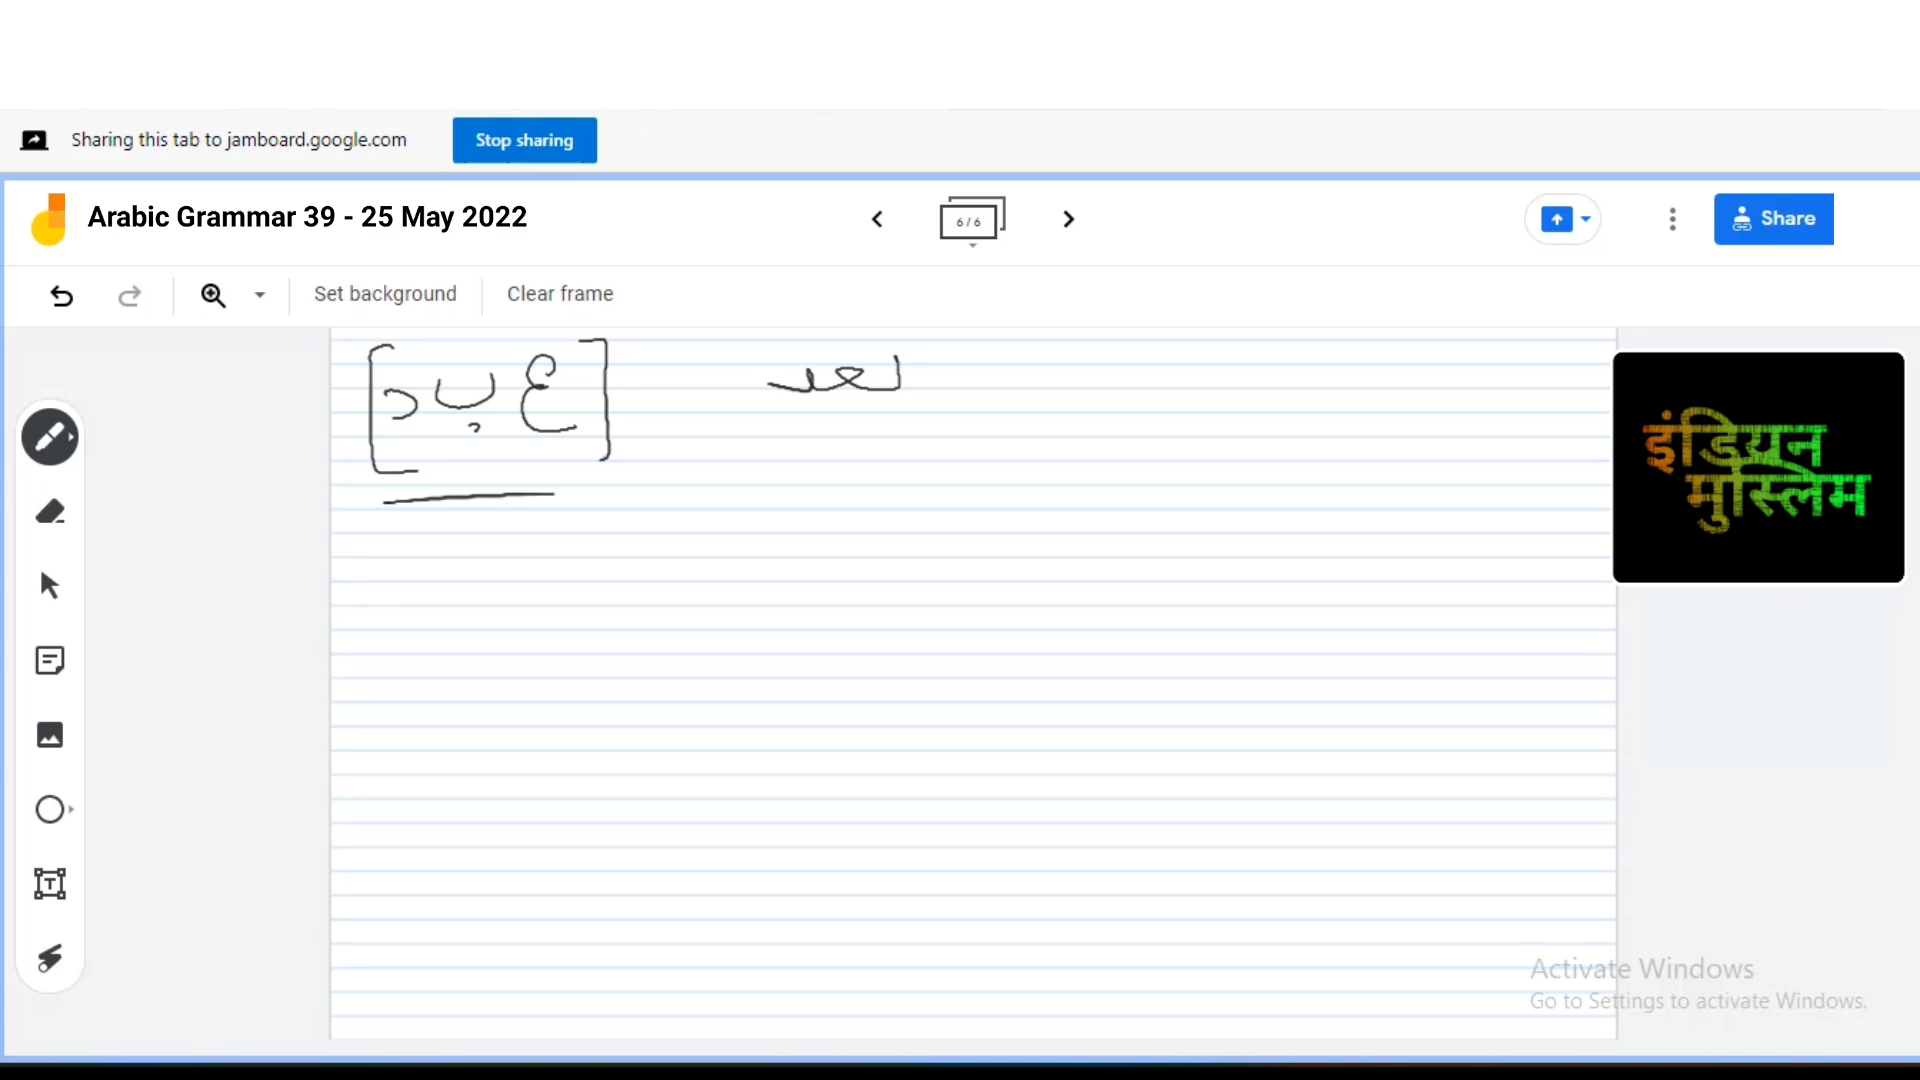 Sharing this tab to jamboard.google.com
Stop sharing
Arabic Grammar 39 - 25 May 2022
6 / 6
Share
Set background
Clear frame
[ع ب د]
इंडियन
मुस्लिम
Activate Windows
Go to Settings to activate Windows.